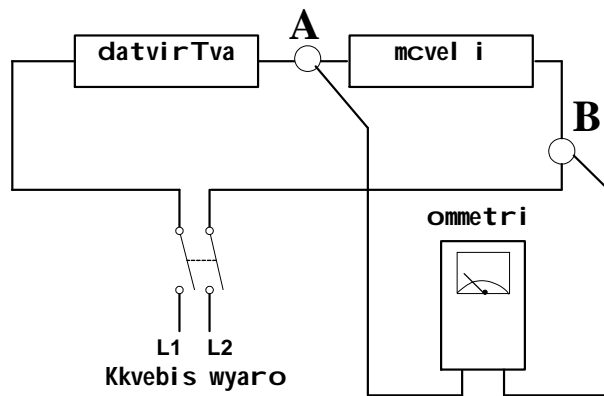 A
datvirTva
mcvel i
B
ommetri
L1 L2
Kkvebis wyaro